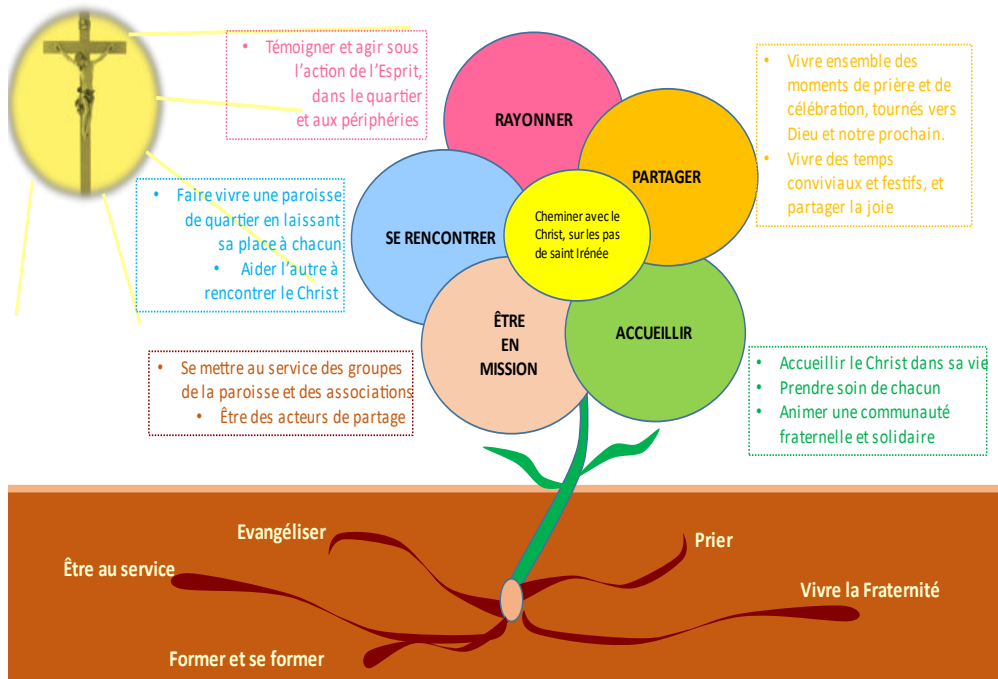 • Témoigner et agir sous
l’action de l’Esprit,
dans le quartier
et aux périphéries
RAYONNER
• Vivre ensemble des
moments de prière et de
célébration, tournés vers
Dieu et notre prochain.
• Vivre des temps
conviviaux et festifs, et
partager la joie
PARTAGER
• Faire vivre une paroisse
de quartier en laissant
sa place à chacun
• Aider l’autre à
rencontrer le Christ
SE RENCONTRER
Cheminer avec le
Christ, sur les pas
de saint Irénée
ÊTRE
EN
MISSION
ACCUEILLIR
• Se mettre au service des groupes
de la paroisse et des associations
• Être des acteurs de partage
• Accueillir le Christ dans sa vie
• Prendre soin de chacun
• Animer une communauté
fraternelle et solidaire
Evangéliser
Prier
Être au service
Vivre la Fraternité
Former et se former